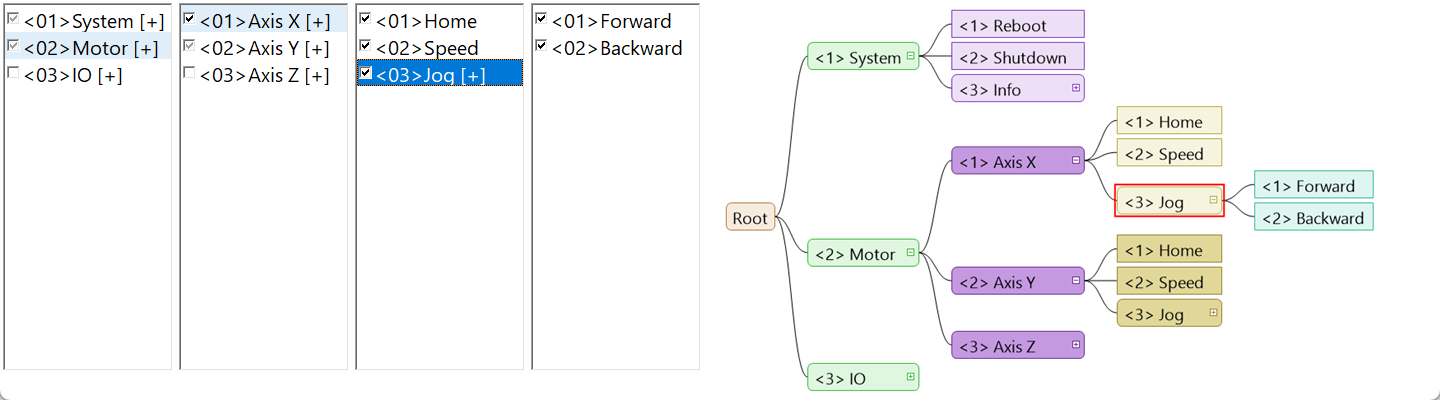 <01>System [+]
<02>Motor [+]
<03>IO [+]
<01>Axis X [+]
<02>Axis Y [+]
<03>Axis Z [+]
<01>Home
<02>Speed
<03>Jog [+]
<01>Forward
<02>Backward
Root
<1> System
<1> Reboot
<2> Shutdown
<3> Info
<2> Motor
<1> Axis X
<1> Home
<2> Speed
<3> Jog
<1> Forward
<2> Backward
<2> Axis Y
<1> Home
<2> Speed
<3> Jog
<3> Axis Z
<3> IO